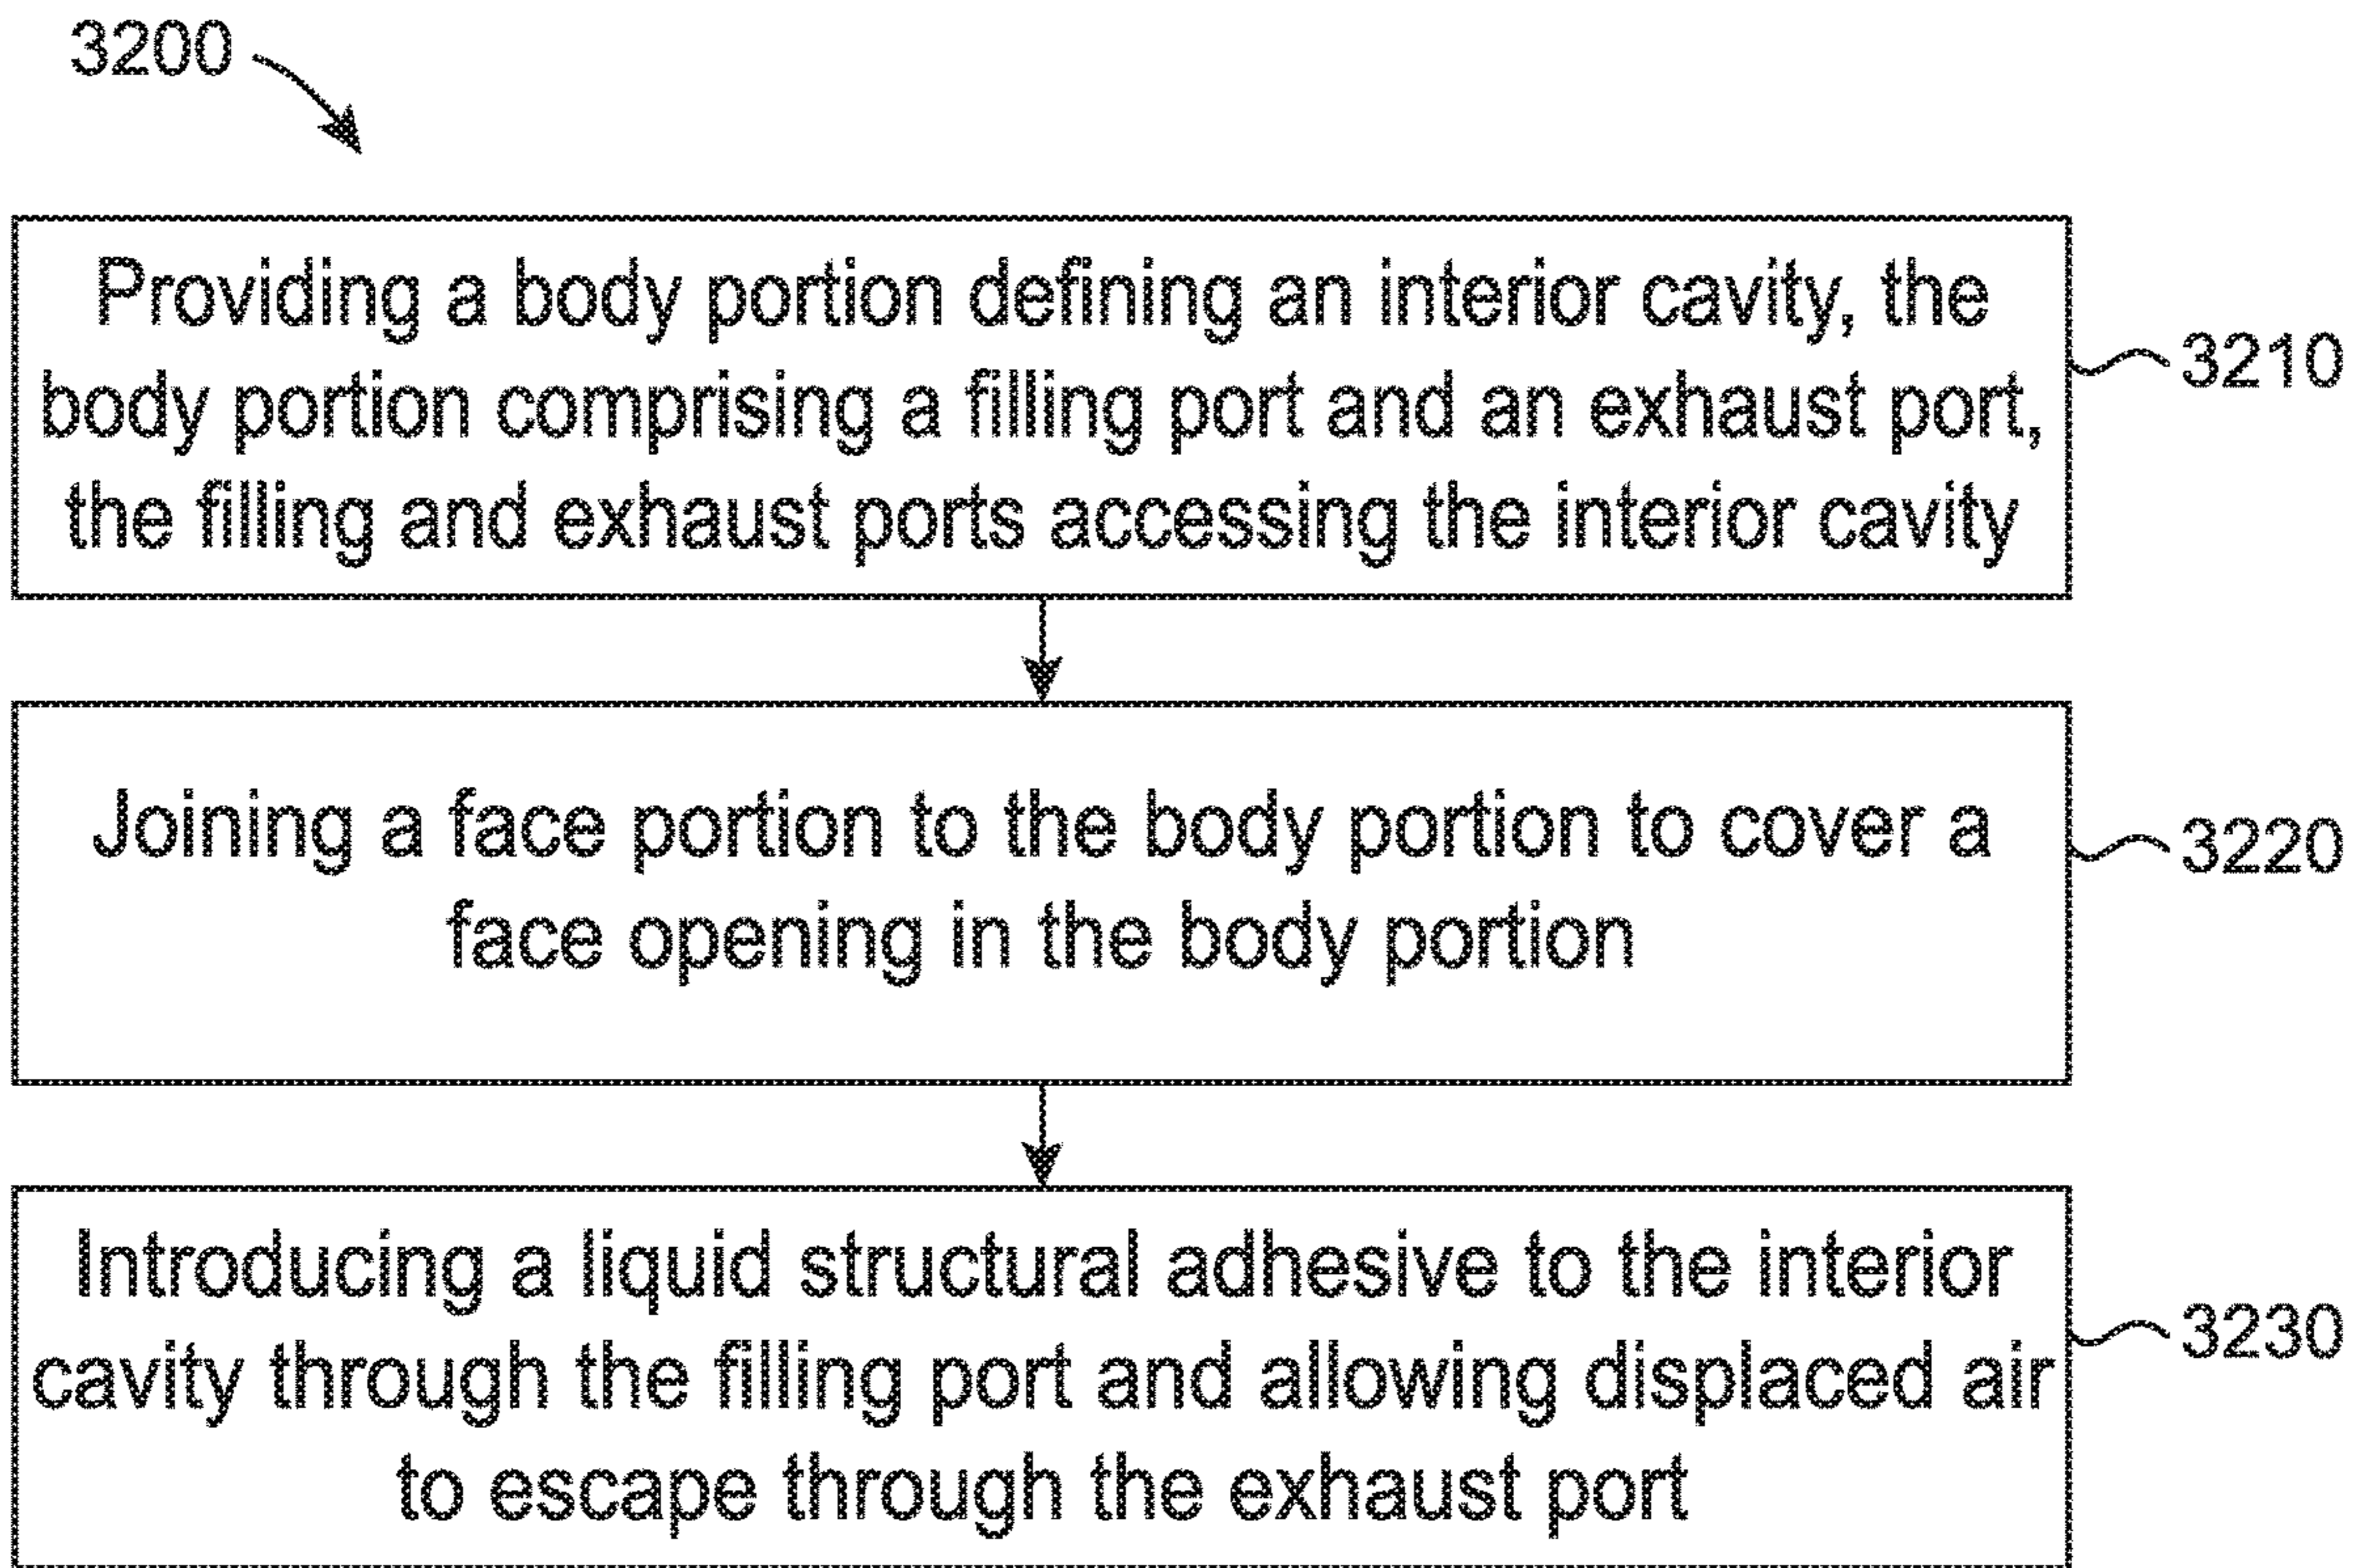 3200
Providing a body portion defining an interior cavity, the
body portion comprising a filling port and an exhaust port,
the filling and exhaust ports accessing the interior cavity
3210
Joining a face portion to the body portion to cover a
face opening in the body portion
3220
Introducing a liquid structural adhesive to the interior
cavity through the filling port and allowing displaced air
to escape through the exhaust port
3230